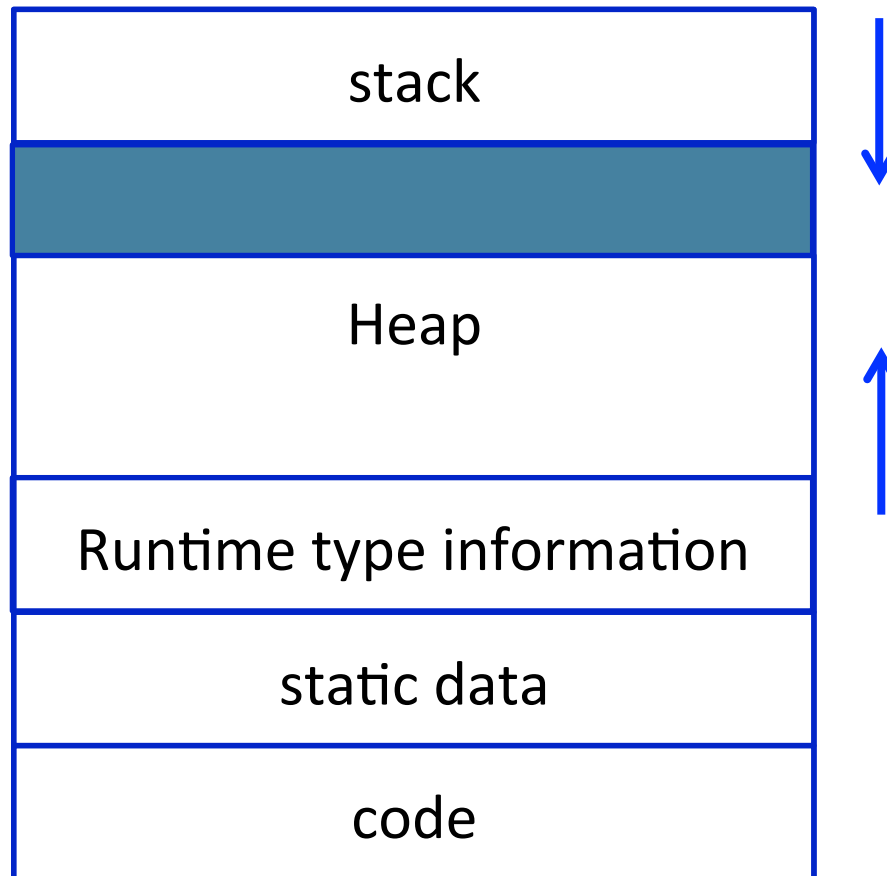 stack
Heap
Runtime type information
static data
code